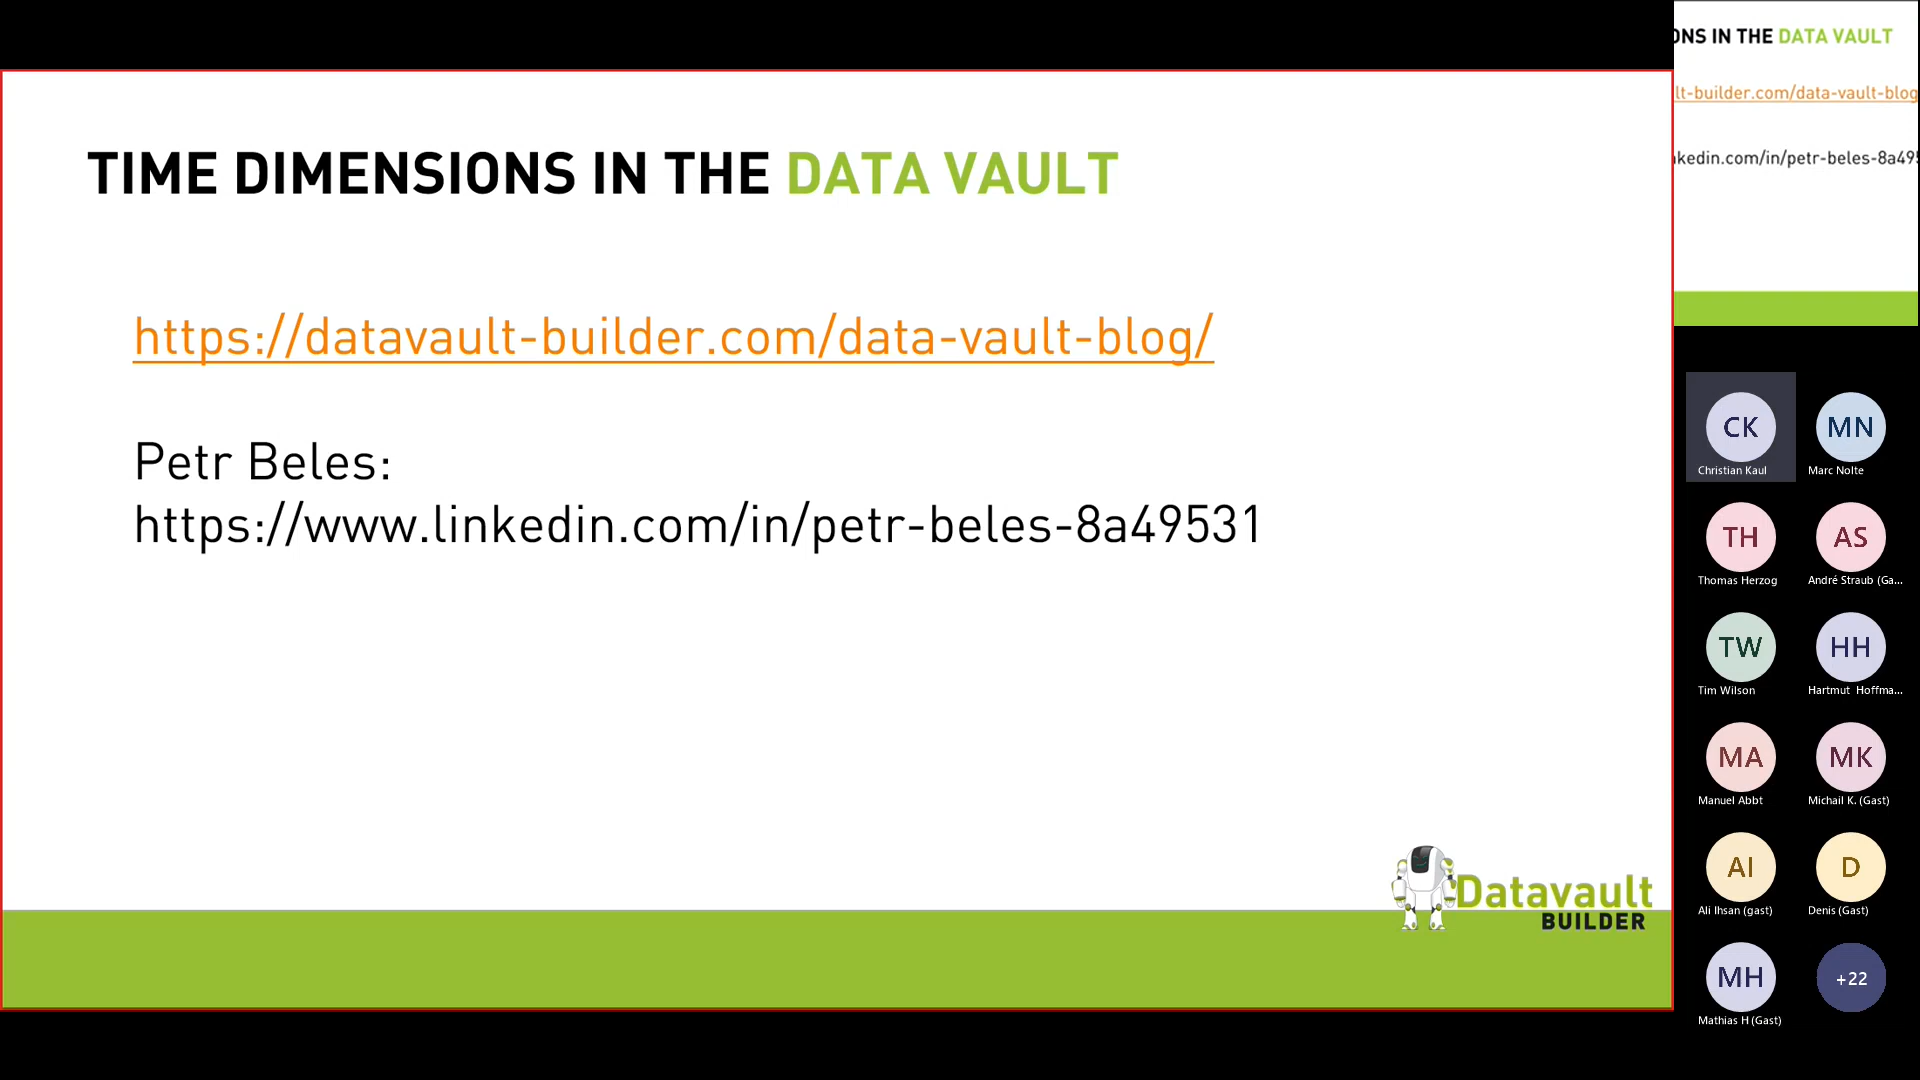 TIME DIMENSIONS IN THE DATA VAULT
https://datavault-builder.com/data-vault-blog/
Petr Beles:
https://www.linkedin.com/in/petr-beles-8a49531
Datavault
BUILDER
ONS IN THE DATA VAULT
lt-builder.com/data-vault-blog
nkedin.com/in/petr-beles-8a495
CK
Christian Kaul
MN
Marc Nolte
TH
Thomas Herzog
AS
André Straub (Ga...
TW
Tim Wilson
HH
Hartmut Hoffma...
MA
Manuel Abbt
MK
Michail K. (Gast)
AI
Ali Ihsan (gast)
D
Denis (Gast)
MH
Mathias H (Gast)
+22